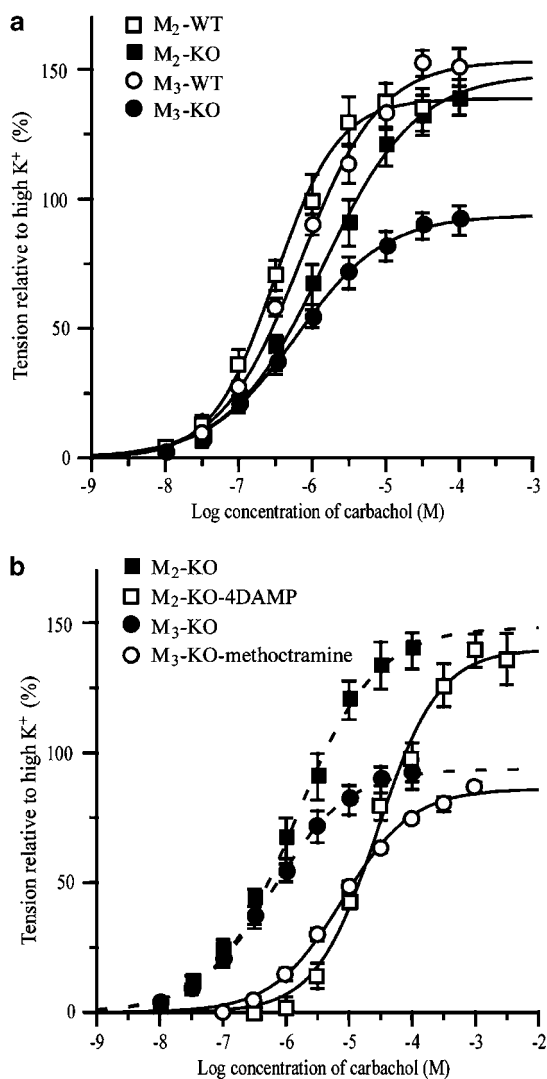 a
M₂-WT
M₂-KO
M₃-WT
M₃-KO
Tension relative to high K⁺ (%)
150
100
50
0
-9 -8 -7 -6 -5 -4 -3
Log concentration of carbachol (M)
b
M₂-KO
M₂-KO-4DAMP
M₃-KO
M₃-KO-methoctramine
Tension relative to high K⁺ (%)
150
100
50
0
-9 -8 -7 -6 -5 -4 -3 -2
Log concentration of carbachol (M)